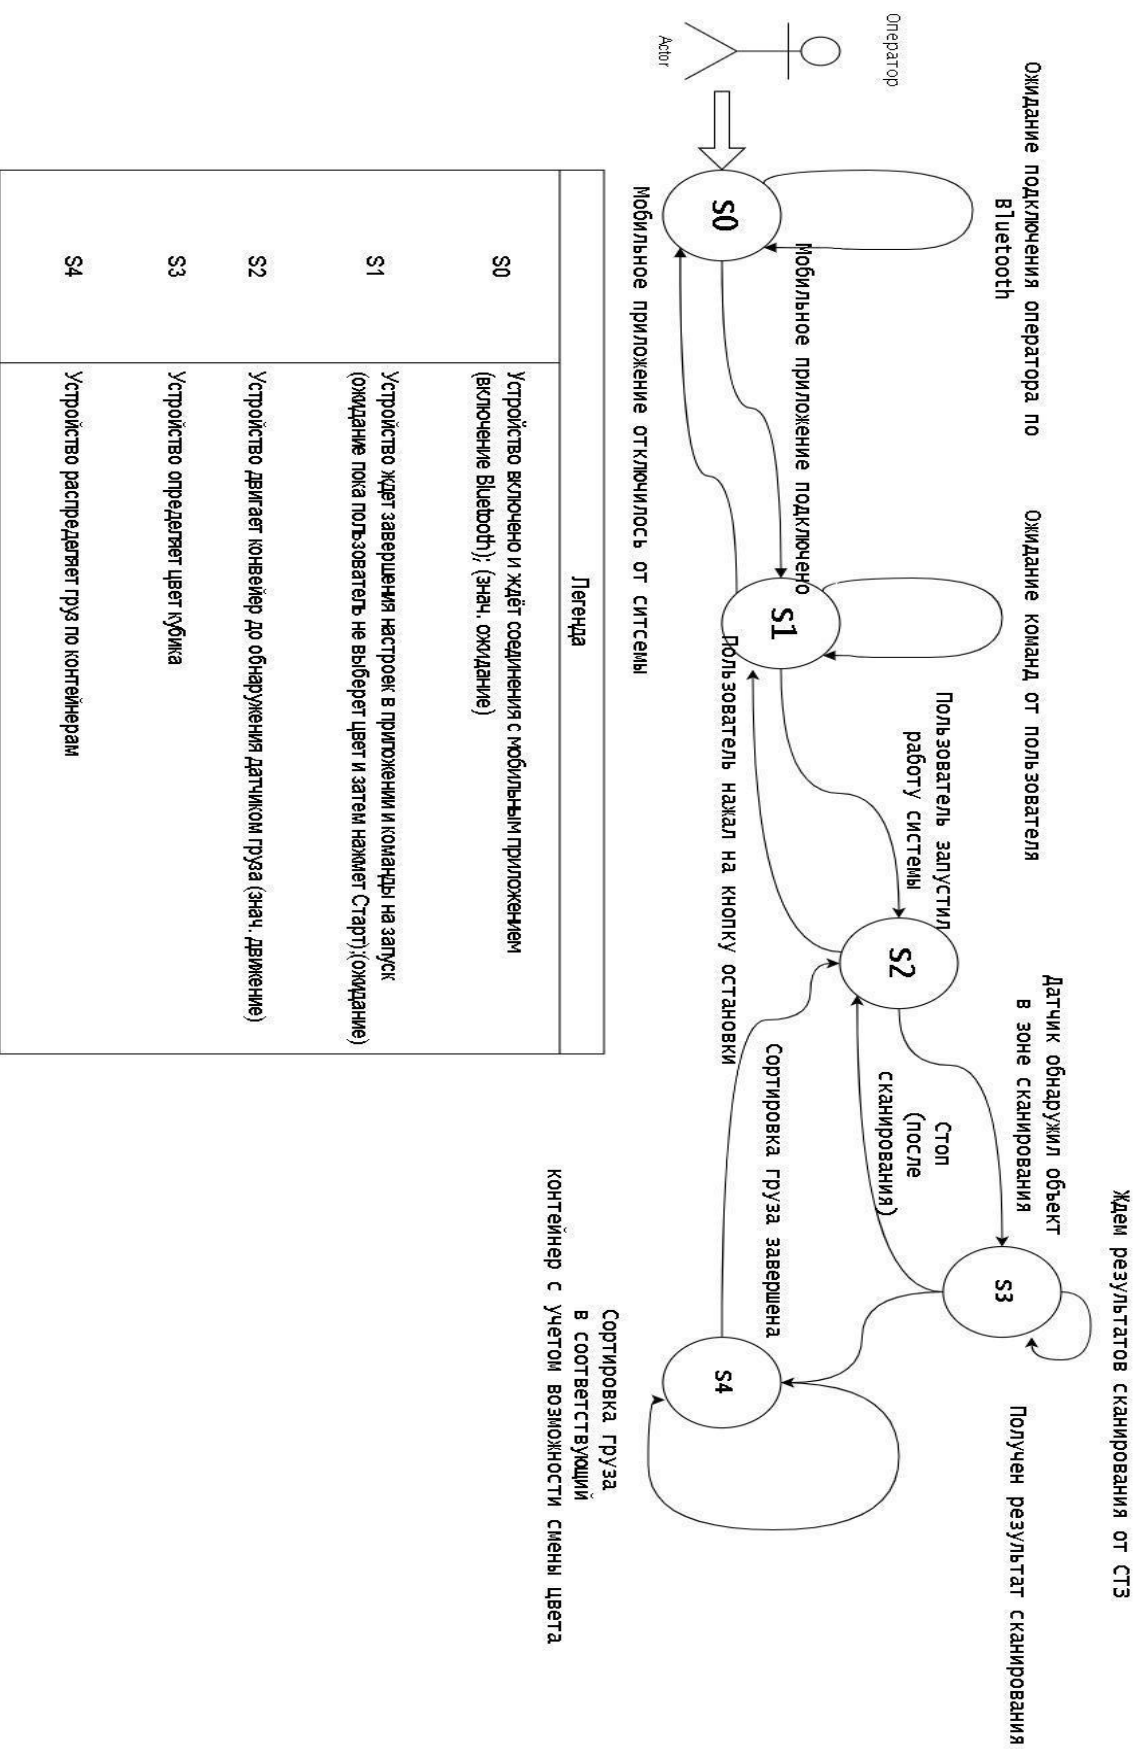 Оператор
Actor
Ожидание подключения оператора по
Bluetooth
S0
Мобильное приложение подключено
Мобильное приложение отключилось от ситсемы
Ожидание команд от пользователя
S1
Пользователь запустил
работу системы
Пользователь нажал на кнопку остановки
S2
Датчик обнаружил объект
в зоне сканирования
Стоп
(после
сканирования)
Сортировка груза завершена
Ждем результатов сканирования от СТЗ
S3
Получен результат сканирования
S4
Сортировка груза
в соответствующий
контейнер с учетом возможности смены цвета
Легенда
S0
Устройство включено и ждёт соединения с мобильным приложением
(включение Bluetooth); (знач. ожидание)
S1
Устройство ждет завершения настроек в приложении и команды на запуск
(ожидание пока пользователь не выберет цвет и затем нажмет Старт);(ожидание)
S2
Устройство двигает конвейер до обнаружения датчиком груза (знач. движение)
S3
Устройство определяет цвет кубика
S4
Устройство распределяет груз по контейнерам